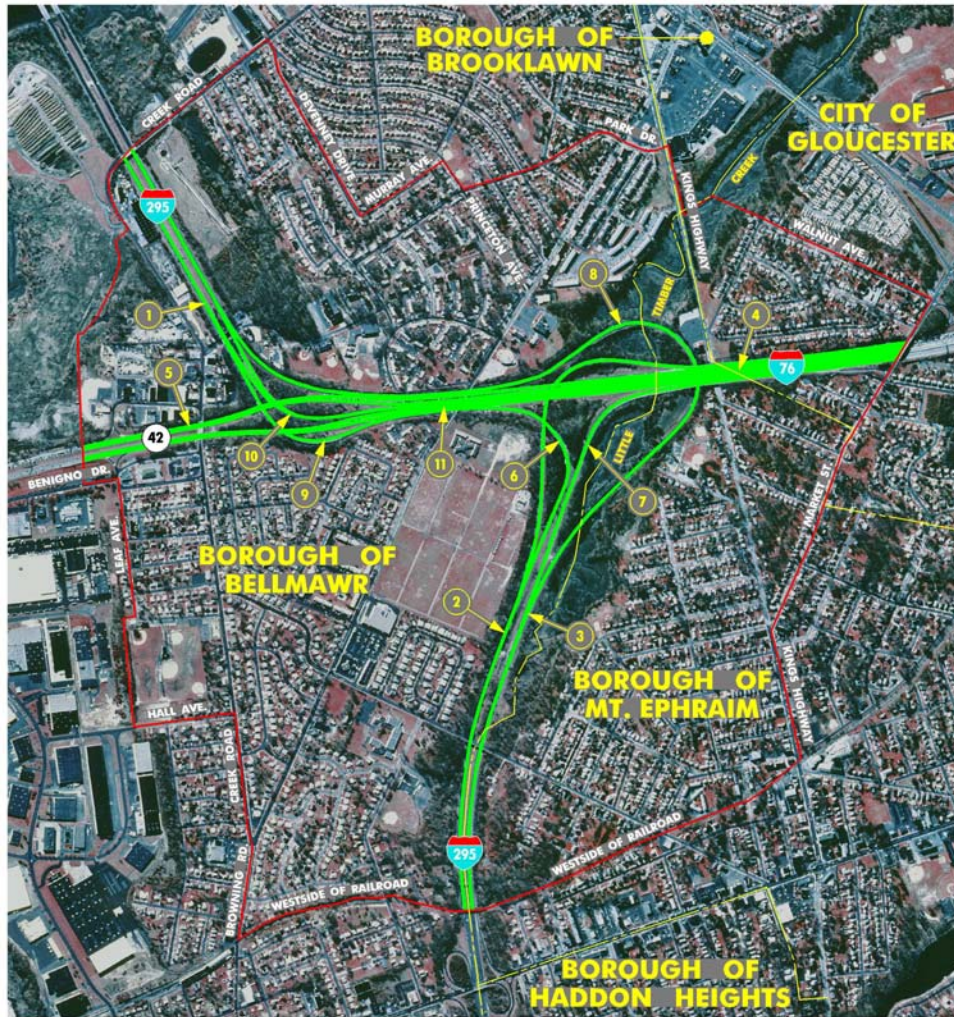 BOROUGH OF
BROOKLAWN
CITY OF
GLOUCESTER
CREEK ROAD
DEVENNY DRIVE
MURRAY AVE.
PARK DR.
PRINCETON AVE.
KINGS HIGHWAY
CREEK
WALNUT AVE.
295
1
8
TIMBER
4
76
5
42
BENIGNO DR.
10
9
11
6
7
LITTLE
MARKET ST.
LEAF AVE.
BOROUGH OF
BELLMAWR
2
3
BOROUGH OF
MT. EPHRAIM
KINGS HIGHWAY
HALL AVE.
CREEK ROAD
BROWNING RD.
295
WESTSIDE OF RAILROAD
WESTSIDE OF RAILROAD
BOROUGH OF
HADDON HEIGHTS